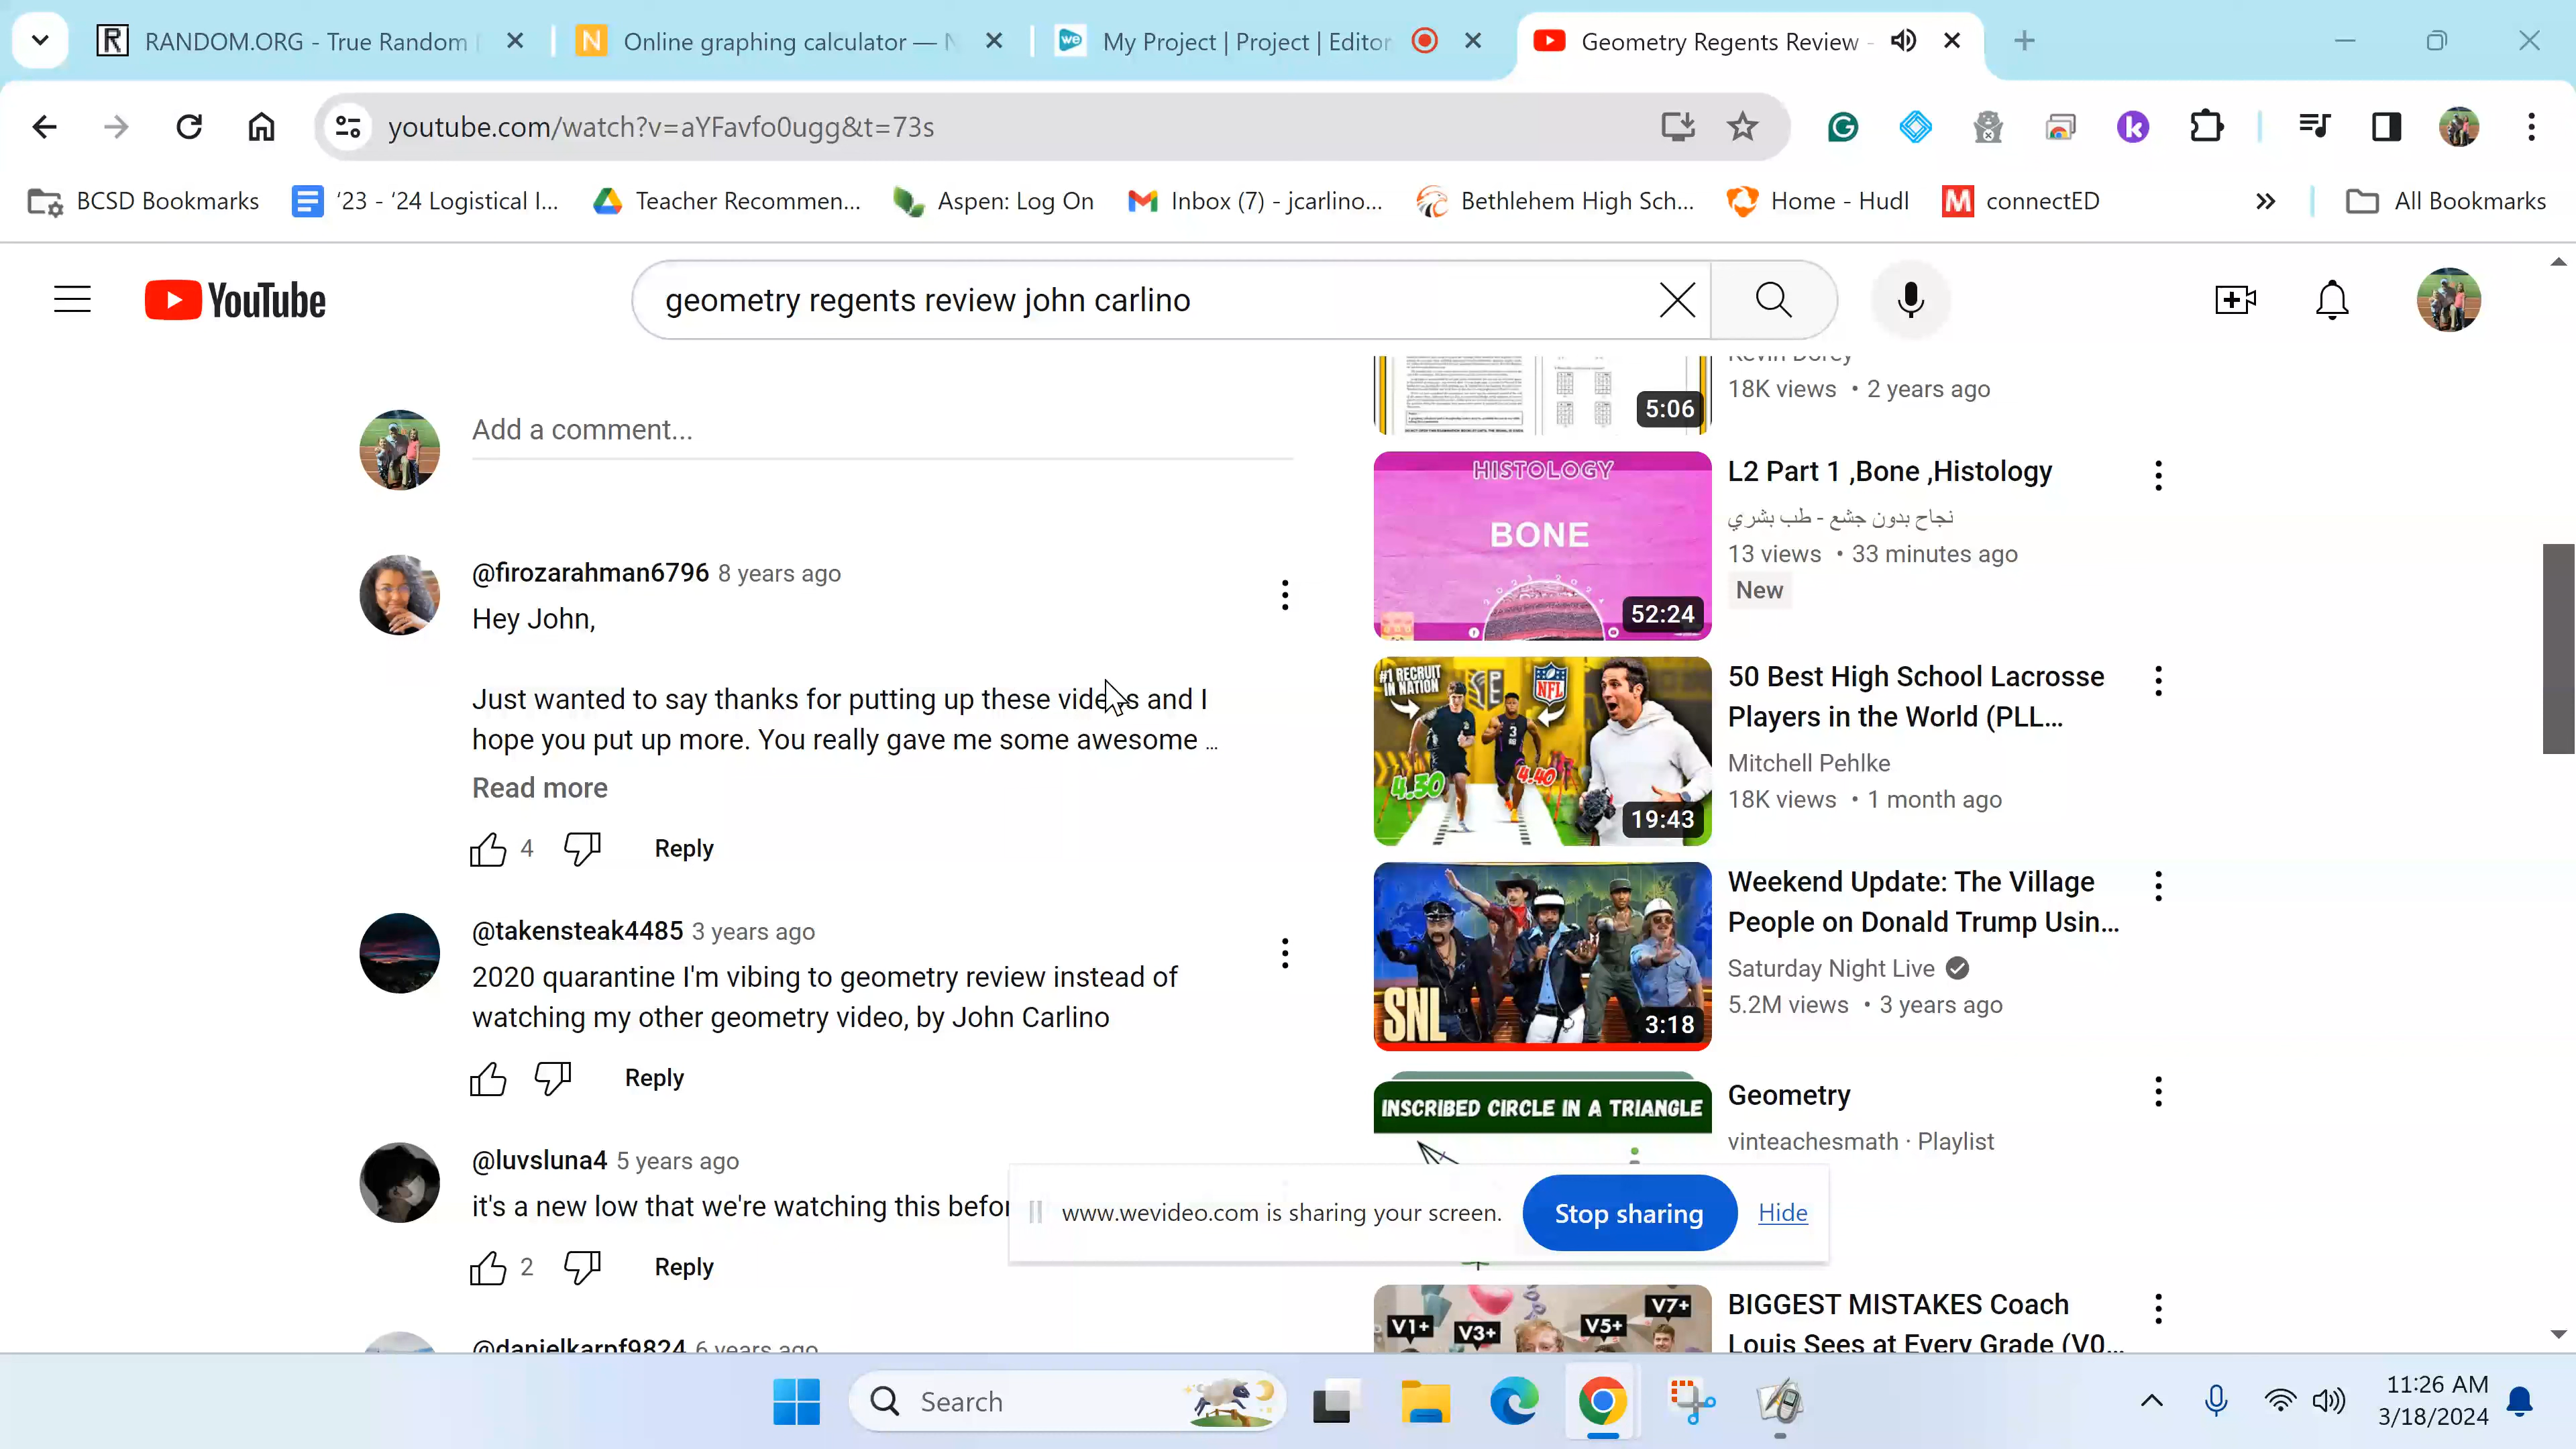 RANDOM.ORG - True Random
Online graphing calculator —
My Project | Project | Editor
Geometry Regents Review -
youtube.com/watch?v=aYFavfo0ugg&t=73s
BCSD Bookmarks
'23 - '24 Logistical I...
Teacher Recommen...
Aspen: Log On
Inbox (7) - jcarlino...
Bethlehem High Sch...
Home - Hudl
connectED
All Bookmarks
YouTube
geometry regents review john carlino
Add a comment...
@firozarahman6796 8 years ago
Hey John,
Just wanted to say thanks for putting up these videos and I
hope you put up more. You really gave me some awesome ...
Read more
4
Reply
@takensteak4485 3 years ago
2020 quarantine I'm vibing to geometry review instead of
watching my other geometry video, by John Carlino
Reply
@luvsluna4 5 years ago
it's a new low that we're watching this befor
2
Reply
@danielkarpf9824 6 years ago
Kevin Dorey
18K views • 2 years ago
5:06
HISTOLOGY
BONE
52:24
L2 Part 1 ,Bone ,Histology
نجاح بدون جشع - طب بشري
13 views • 33 minutes ago
New
#1 RECRUIT
IN NATION
NFL
4.30
4.40
19:43
50 Best High School Lacrosse
Players in the World (PLL...
Mitchell Pehlke
18K views • 1 month ago
SNL
3:18
Weekend Update: The Village
People on Donald Trump Usin...
Saturday Night Live
5.2M views • 3 years ago
INSCRIBED CIRCLE IN A TRIANGLE
Geometry
vinteachesmath · Playlist
www.wevideo.com is sharing your screen.
Stop sharing
Hide
V1+
V3+
V5+
V7+
BIGGEST MISTAKES Coach
Louis Sees at Every Grade (V0...
Search
11:26 AM
3/18/2024